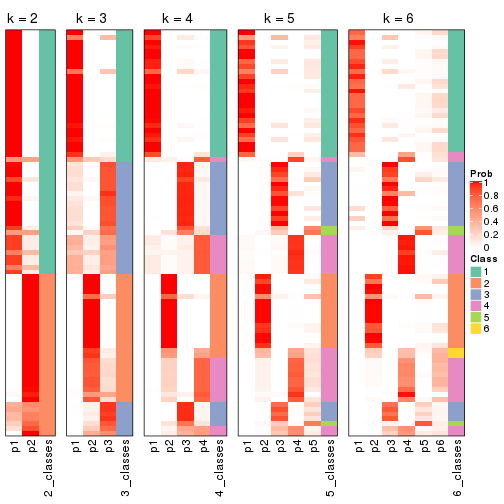 k = 2
k = 3
k = 4
k = 5
k = 6
Prob
1
0.8
0.6
0.4
0.2
0
Class
1
2
3
4
5
6
p1
p2
2_classes
p1
p2
p3
3_classes
p1
p2
p3
p4
4_classes
p1
p2
p3
p4
p5
5_classes
p1
p2
p3
p4
p5
p6
6_classes